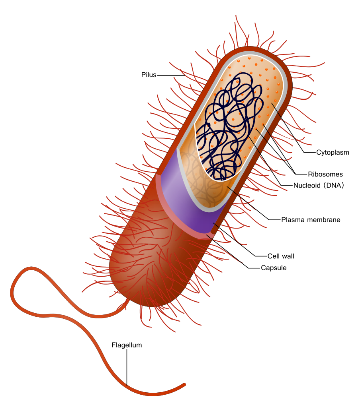 Pilus
Cytoplasm
Ribosomes
Nucleoid (DNA)
Plasma membrane
Cell wall
Capsule
Flagellum